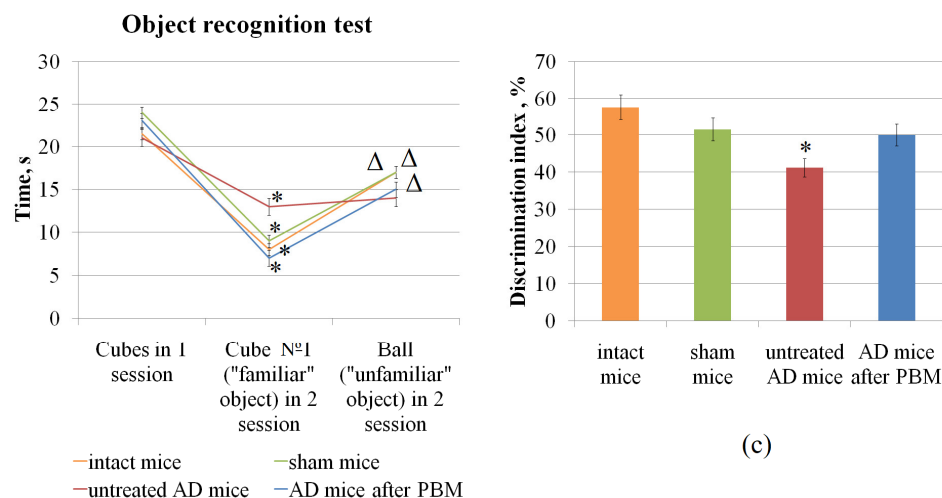 Object recognition test
Time,s
30
25
20
15
10
5
0
* * * *
Δ Δ Δ
Cubes in 1
session
Cube №1
("familiar"
object) in 2
session
Ball
("unfamiliar"
object) in 2
session
intact mice
sham mice
untreated AD mice
AD mice after PBM
Discrimination index , %
70
60
50
40
30
20
10
0
*
intact
mice
sham
mice
untreated
AD mice
AD mice
after PBM
(c)